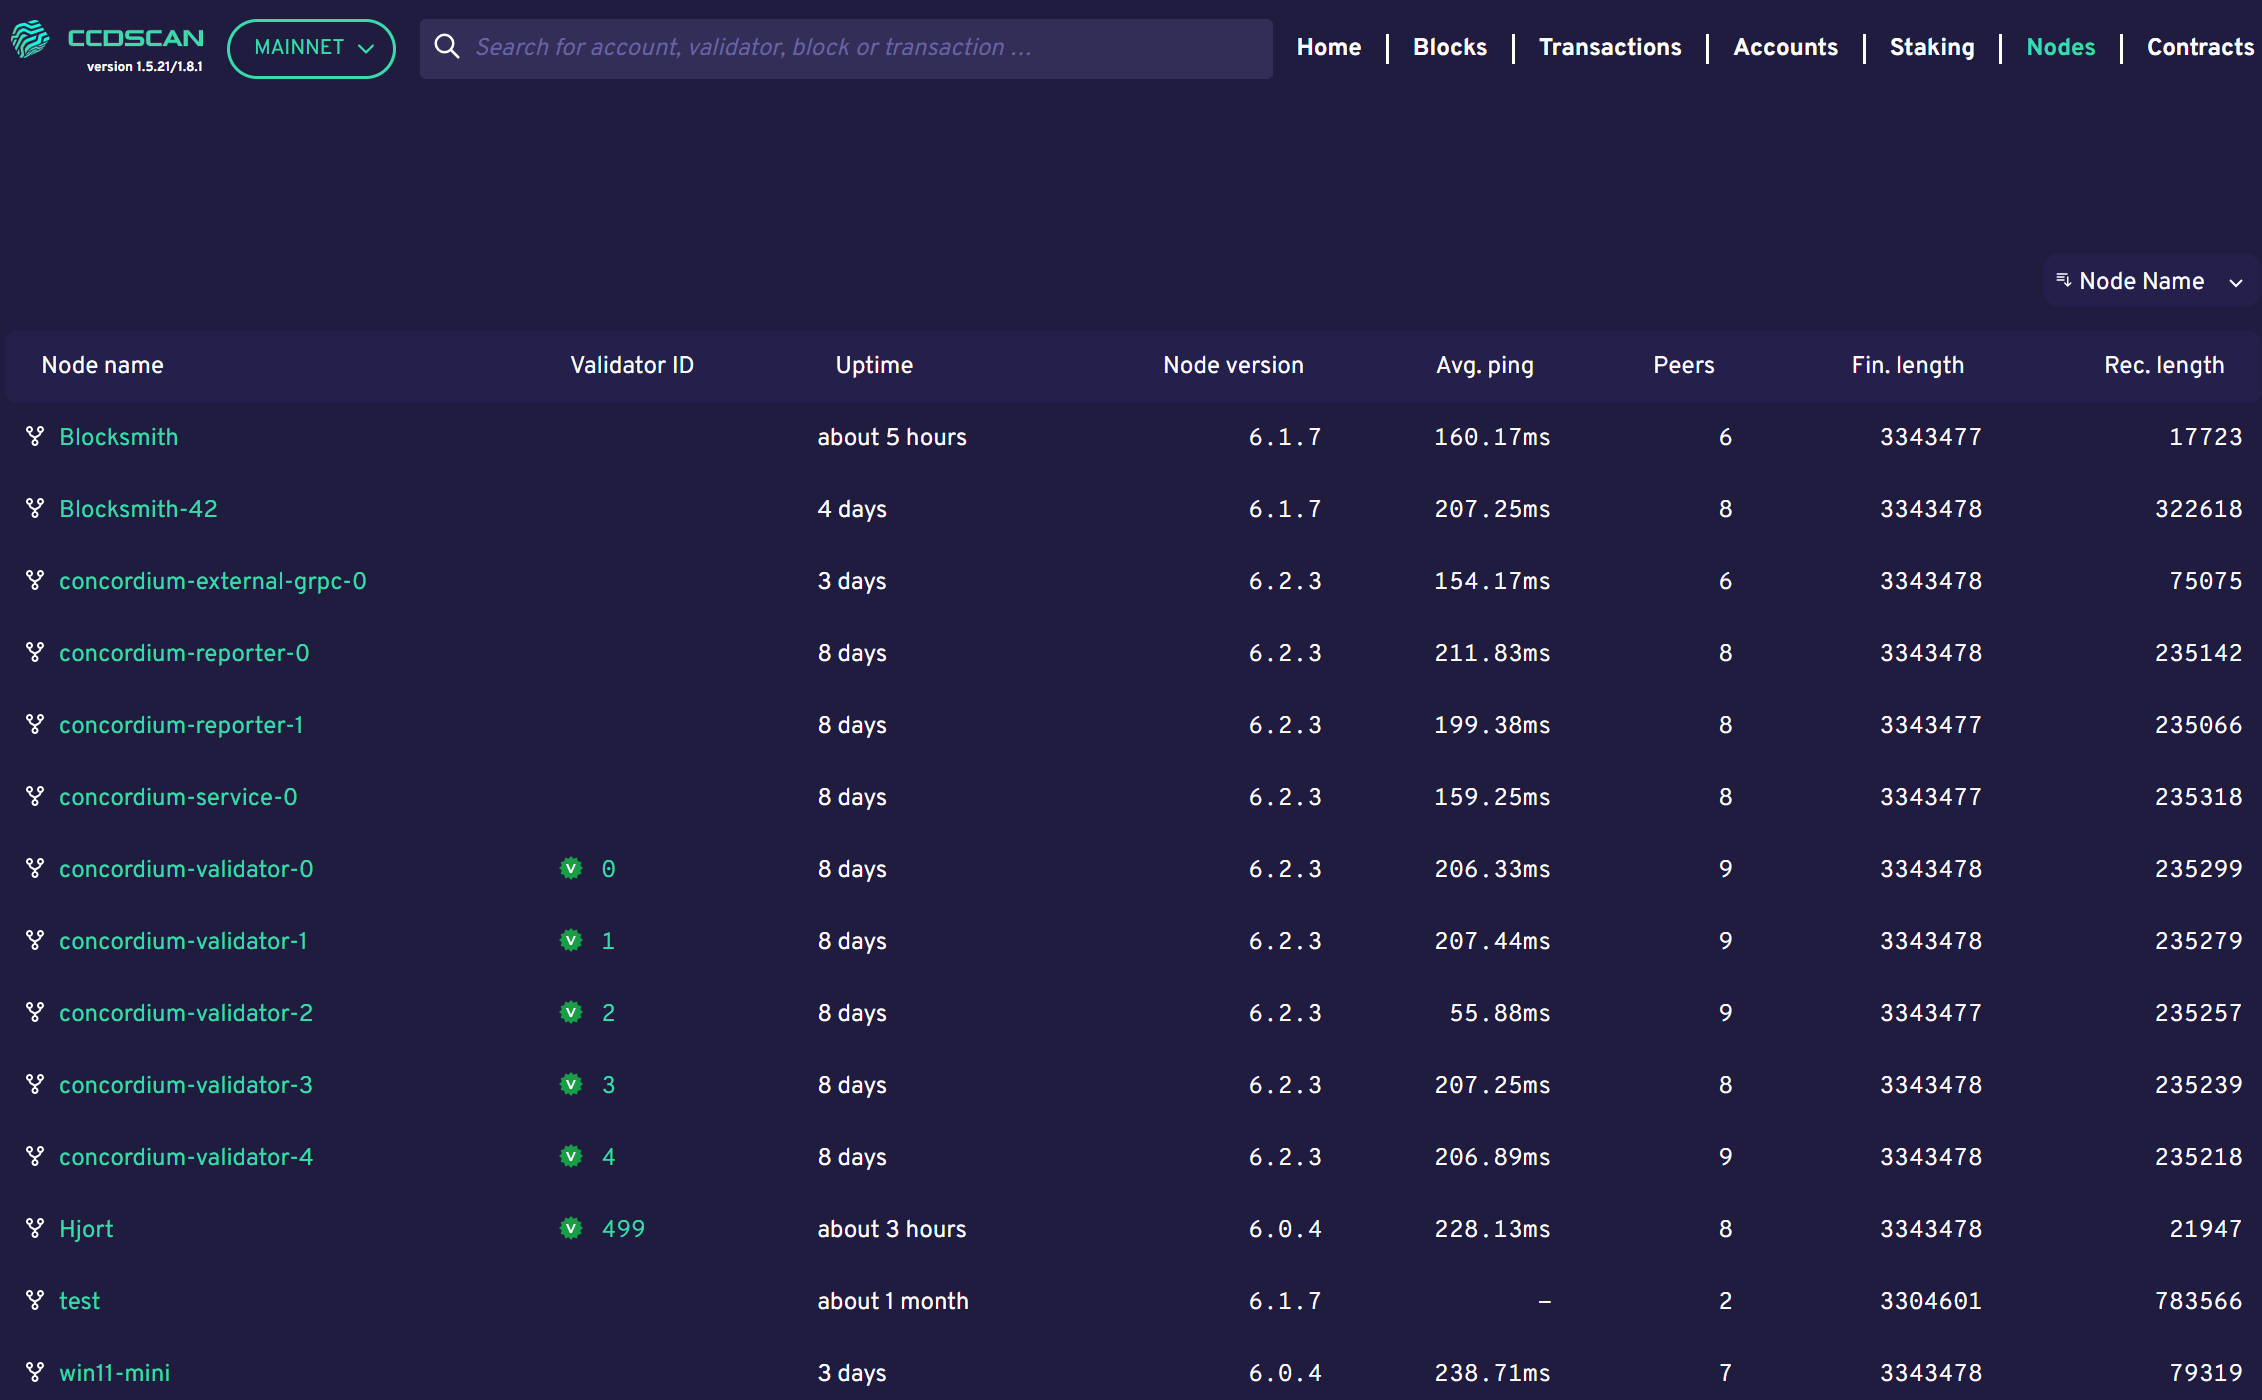 CCDSCAN
version 1.5.21/1.8.1
MAINNET
Search for account, validator, block or transaction ...
Home | Blocks | Transactions | Accounts | Staking | Nodes | Contracts
Node Name
Node name Validator ID Uptime Node version Avg. ping Peers Fin. length Rec. length
Blocksmith about 5 hours 6.1.7 160.17ms 6 3343477 17723
Blocksmith-42 4 days 6.1.7 207.25ms 8 3343478 322618
concordium-external-grpc-0 3 days 6.2.3 154.17ms 6 3343478 75075
concordium-reporter-0 8 days 6.2.3 211.83ms 8 3343478 235142
concordium-reporter-1 8 days 6.2.3 199.38ms 8 3343477 235066
concordium-service-0 8 days 6.2.3 159.25ms 8 3343477 235318
concordium-validator-0 V 0 8 days 6.2.3 206.33ms 9 3343478 235299
concordium-validator-1 V 1 8 days 6.2.3 207.44ms 9 3343478 235279
concordium-validator-2 V 2 8 days 6.2.3 55.88ms 9 3343477 235257
concordium-validator-3 V 3 8 days 6.2.3 207.25ms 8 3343478 235239
concordium-validator-4 V 4 8 days 6.2.3 206.89ms 9 3343478 235218
Hjort V 499 about 3 hours 6.0.4 228.13ms 8 3343478 21947
test about 1 month 6.1.7 – 2 3304601 783566
win11-mini 3 days 6.0.4 238.71ms 7 3343478 79319